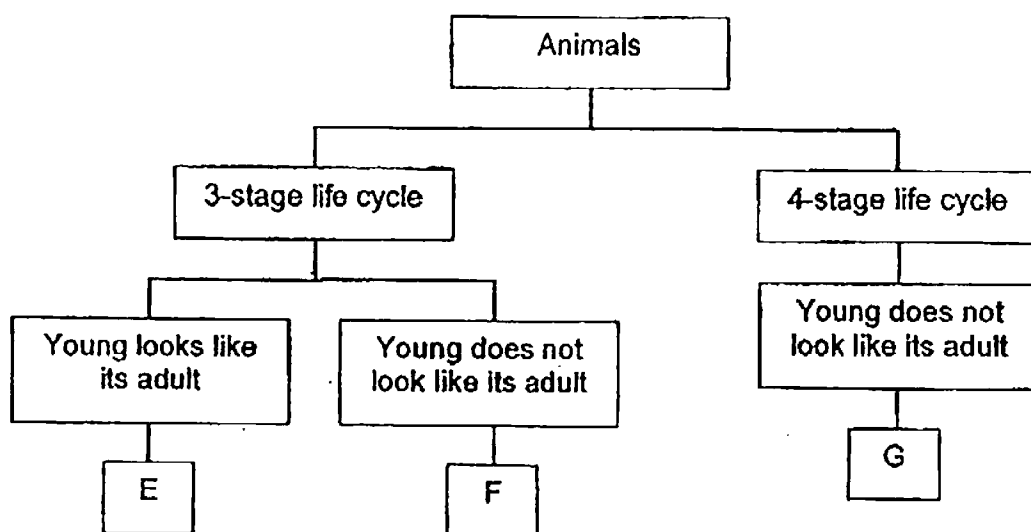 Animals
3-stage life cycle
4-stage life cycle
Young looks like
its adult
Young does not
look like its adult
Young does not
look like its adult
E
F
G